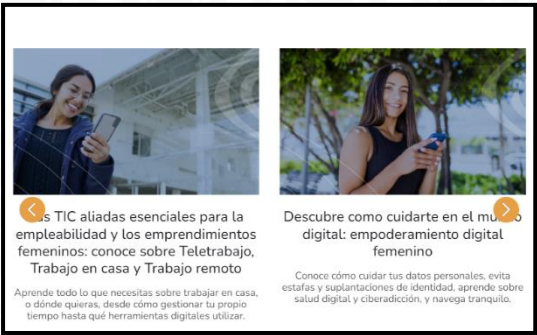 s TIC aliadas esenciales para la
empleabilidad y los emprendimientos
femeninos: conoce sobre Teletrabajo,
Trabajo en casa y Trabajo remoto
Aprende todo lo que necesitas sobre trabajar en casa,
o dónde quieras, desde cómo gestionar tu propio
tiempo hasta qué herramientas digitales utilizar.
Descubre como cuidarte en el mu o
digital: empoderamiento digital
femenino
Conoce cómo cuidar tus datos personales, evita
estafas y suplantaciones de identidad, aprende sobre
salud digital y ciberadicción, y navega tranquilo.